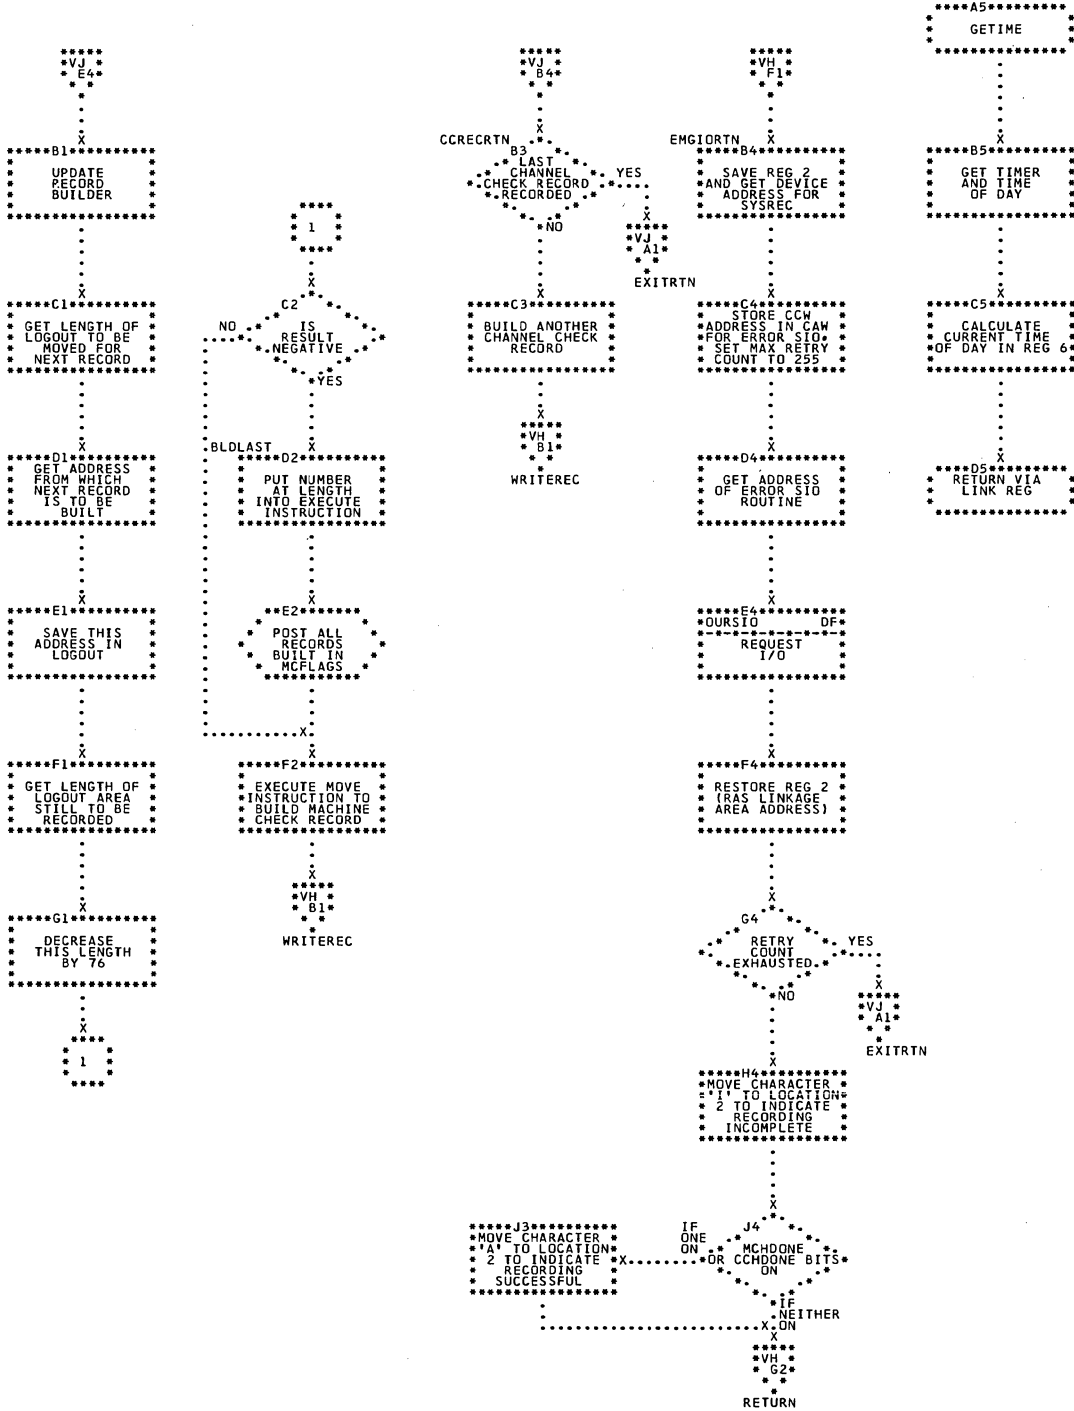 VJ
E4
B1
UPDATE
RECORD
BUILDER
C1
GET LENGTH OF
LOGOUT TO BE
MOVED FOR
NEXT RECORD
D1
GET ADDRESS
FROM WHICH
NEXT RECORD
IS TO BE
BUILT
E1
SAVE THIS
ADDRESS IN
LOGOUT
F1
GET LENGTH OF
LOGOUT AREA
STILL TO BE
RECORDED
G1
DECREASE
THIS LENGTH
BY 76
1
1
C2
IS
RESULT
NEGATIVE
NO
YES
BLDLAST
D2
PUT NUMBER
AT LENGTH
INTO EXECUTE
INSTRUCTION
E2
POST ALL
RECORDS
BUILT IN
MCFLAGS
F2
EXECUTE MOVE
INSTRUCTION TO
BUILD MACHINE
CHECK RECORD
VH
B1
WRITEREC
VJ
B4
CCRECRTN
B3
LAST
CHANNEL
CHECK RECORD
RECORDED
YES
VJ
A1
EXITRTN
NO
C3
BUILD ANOTHER
CHANNEL CHECK
RECORD
VH
B1
WRITEREC
J3
MOVE CHARACTER
'A' TO LOCATION
2 TO INDICATE
RECORDING
SUCCESSFUL
VH
F1
EMGIORTN
B4
SAVE REG 2
AND GET DEVICE
ADDRESS FOR
SYSREC
C4
STORE CCW
ADDRESS IN CAW
FOR ERROR SIO.
SET MAX RETRY
COUNT TO 255
D4
GET ADDRESS
OF ERROR SIO
ROUTINE
E4
OURSIO DF
REQUEST
I/O
F4
RESTORE REG 2
(RAS LINKAGE
AREA ADDRESS)
G4
RETRY
COUNT
EXHAUSTED
YES
VJ
A1
EXITRTN
NO
H4
MOVE CHARACTER
'I' TO LOCATION
2 TO INDICATE
RECORDING
INCOMPLETE
J4
MCHDONE
OR CCHDONE BITS
ON
IF
ONE
ON
IF
NEITHER
ON
VH
G2
RETURN
A5
GETIME
B5
GET TIMER
AND TIME
OF DAY
C5
CALCULATE
CURRENT TIME
OF DAY IN REG 6
D5
RETURN VIA
LINK REG